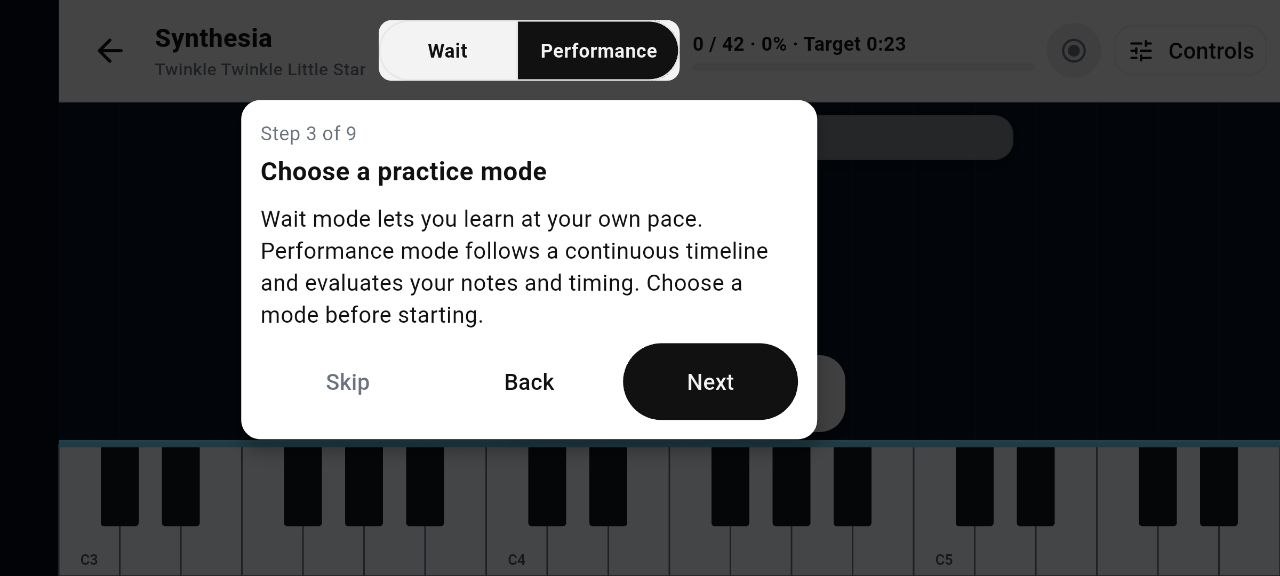 Synthesia
Twinkle Twinkle Little Star
Wait
Performance
0 / 42 · 0% · Target 0:23
Controls
Step 3 of 9
Choose a practice mode
Wait mode lets you learn at your own pace.
Performance mode follows a continuous timeline
and evaluates your notes and timing. Choose a
mode before starting.
Skip
Back
Next
C3
C4
C5